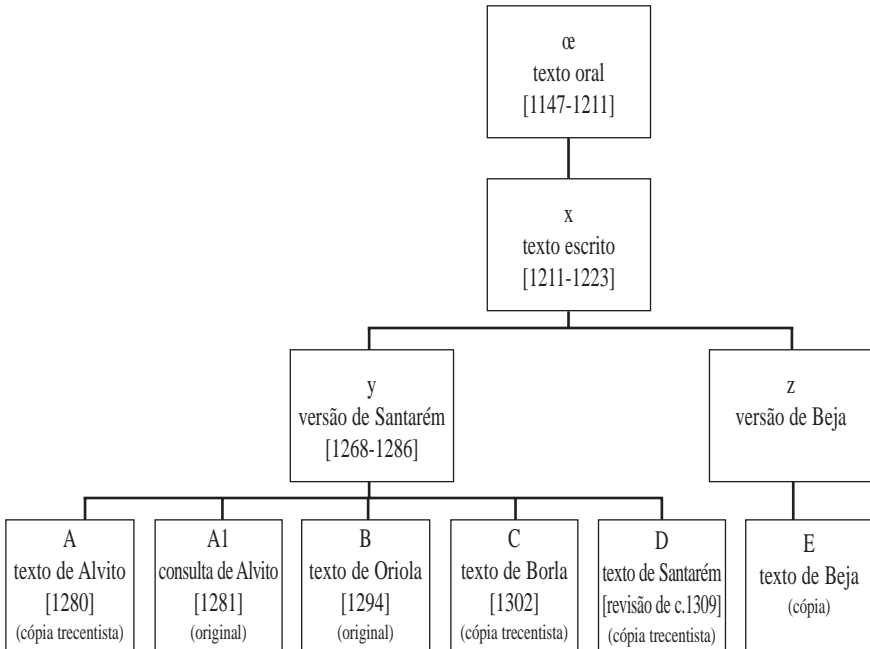 œ
texto oral
[1147-1211]
x
texto escrito
[1211-1223]
y
versão de Santarém
[1268-1286]
z
versão de Beja
A
texto de Alvito
[1280]
(cópia trecentista)
A1
consulta de Alvito
[1281]
(original)
B
texto de Oriola
[1294]
(original)
C
texto de Borla
[1302]
(cópia trecentista)
D
texto de Santarém
[revisão de c.1309]
(cópia trecentista)
E
texto de Beja
(cópia)